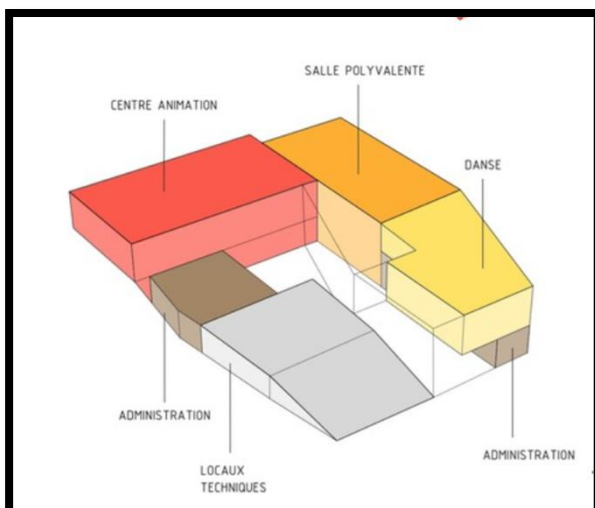 SALLE POLYVALENTE
CENTRE ANIMATION
DANSE
ADMINISTRATION
ADMINISTRATION
LOCAUX
TECHNIQUES